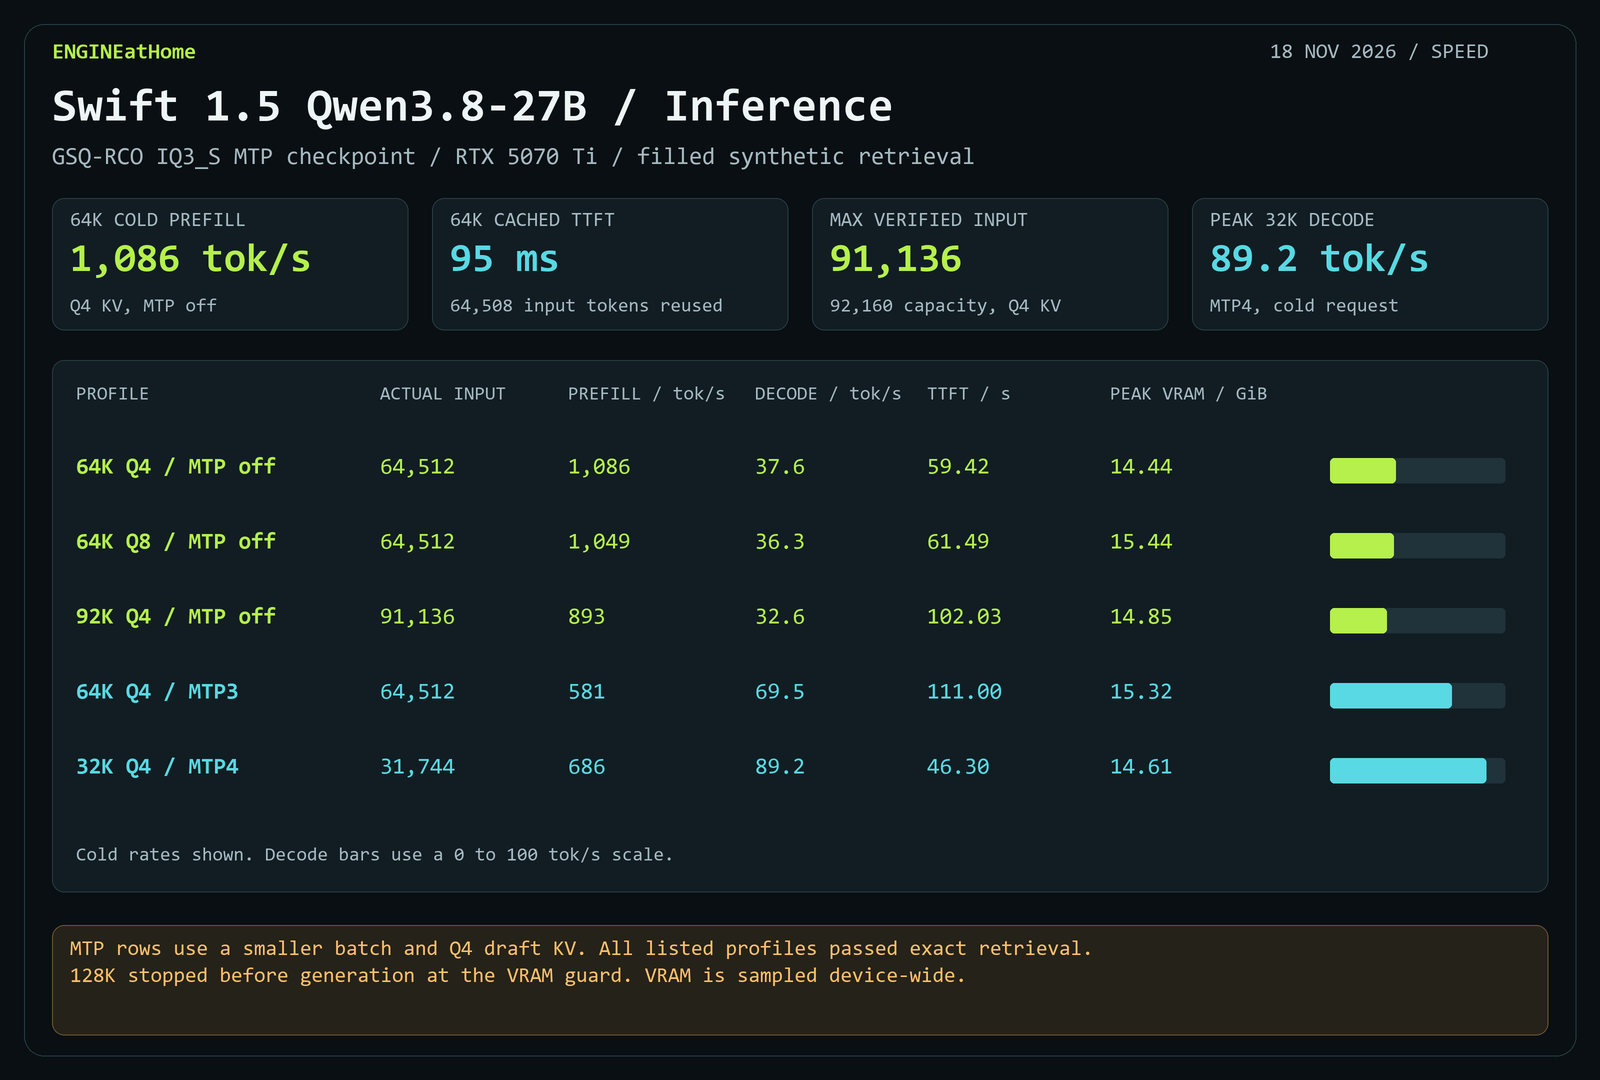 ENGINEatHome
18 NOV 2026 / SPEED
Swift 1.5 Qwen3.8-27B / Inference
GSQ-RCO IQ3_S MTP checkpoint / RTX 5070 Ti / filled synthetic retrieval
64K COLD PREFILL
1,086 tok/s
Q4 KV, MTP off
64K CACHED TTFT
95 ms
64,508 input tokens reused
MAX VERIFIED INPUT
91,136
92,160 capacity, Q4 KV
PEAK 32K DECODE
89.2 tok/s
MTP4, cold request
PROFILE ACTUAL INPUT PREFILL / tok/s DECODE / tok/s TTFT / s PEAK VRAM / GiB
64K Q4 / MTP off 64,512 1,086 37.6 59.42 14.44
64K Q8 / MTP off 64,512 1,049 36.3 61.49 15.44
92K Q4 / MTP off 91,136 893 32.6 102.03 14.85
64K Q4 / MTP3 64,512 581 69.5 111.00 15.32
32K Q4 / MTP4 31,744 686 89.2 46.30 14.61
Cold rates shown. Decode bars use a 0 to 100 tok/s scale.
MTP rows use a smaller batch and Q4 draft KV. All listed profiles passed exact retrieval.
128K stopped before generation at the VRAM guard. VRAM is sampled device-wide.